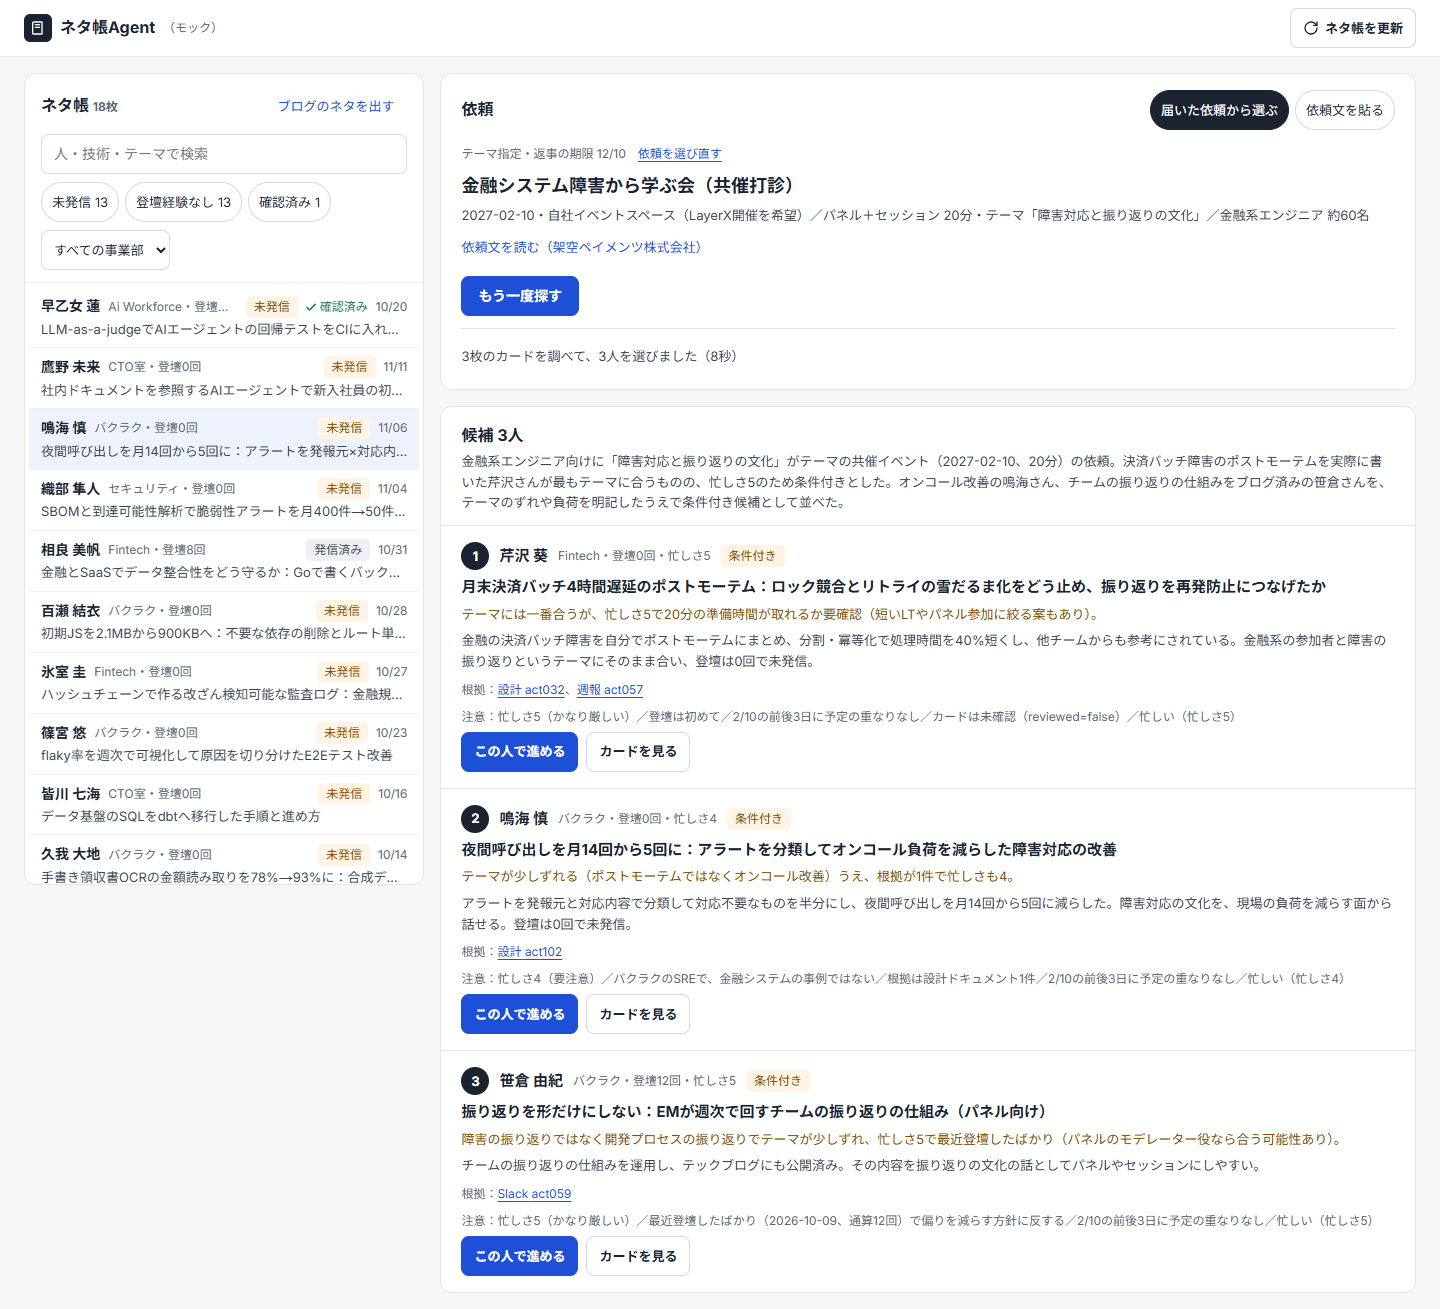 ネタ帳Agent （モック）
ネタ帳を更新
ネタ帳 18枚
ブログのネタを出す
人・技術・テーマで検索
未発信 13
登壇経験なし 13
確認済み 1
すべての事業部
早乙女 蓮 Ai Workforce・登壇… 未発信 ✓ 確認済み 10/20
LLM-as-a-judgeでAIエージェントの回帰テストをCIに入れ…
鷹野 未来 CTO室・登壇0回 未発信 11/11
社内ドキュメントを参照するAIエージェントで新入社員の初…
鳴海 慎 バクラク・登壇0回 未発信 11/06
夜間呼び出しを月14回から5回に：アラートを発報元×対応内…
織部 隼人 セキュリティ・登壇0回 未発信 11/04
SBOMと到達可能性解析で脆弱性アラートを月400件→50件…
相良 美帆 Fintech・登壇8回 発信済み 10/31
金融とSaaSでデータ整合性をどう守るか：Goで書くバック…
百瀬 結衣 バクラク・登壇0回 未発信 10/28
初期JSを2.1MBから900KBへ：不要な依存の削除とルート単…
氷室 圭 Fintech・登壇0回 未発信 10/27
ハッシュチェーンで作る改ざん検知可能な監査ログ：金融規…
篠宮 悠 バクラク・登壇0回 未発信 10/23
flaky率を週次で可視化して原因を切り分けたE2Eテスト改善
皆川 七海 CTO室・登壇0回 未発信 10/16
データ基盤のSQLをdbtへ移行した手順と進め方
久我 大地 バクラク・登壇0回 未発信 10/14
手書き領収書OCRの金額読み取りを78%→93%に：合成デ…
依頼
届いた依頼から選ぶ
依頼文を貼る
テーマ指定・返事の期限 12/10 依頼を選び直す
金融システム障害から学ぶ会（共催打診）
2027-02-10・自社イベントスペース（LayerX開催を希望）／パネル＋セッション 20分・テーマ「障害対応と振り返りの文化」／金融系エンジニア 約60名
依頼文を読む（架空ペイメンツ株式会社）
もう一度探す
3枚のカードを調べて、3人を選びました（8秒）
候補 3人
金融系エンジニア向けに「障害対応と振り返りの文化」がテーマの共催イベント（2027-02-10、20分）の依頼。決済バッチ障害のポストモーテムを実際に書
いた芹沢さんが最もテーマに合うものの、忙しさ5のため条件付きとした。オンコール改善の鳴海さん、チームの振り返りの仕組みをブログ済みの笹倉さんを、
テーマのずれや負荷を明記したうえで条件付き候補として並べた。
1 芹沢 葵 Fintech・登壇0回・忙しさ5 条件付き
月末決済バッチ4時間遅延のポストモーテム：ロック競合とリトライの雪だるま化をどう止め、振り返りを再発防止につなげたか
テーマには一番合うが、忙しさ5で20分の準備時間が取れるか要確認（短いLTやパネル参加に絞る案もあり）。
金融の決済バッチ障害を自分でポストモーテムにまとめ、分割・冪等化で処理時間を40%短くし、他チームからも参考にされている。金融系の参加者と障害の
振り返りというテーマにそのまま合い、登壇は0回で未発信。
根拠：設計 act032、週報 act057
注意：忙しさ5（かなり厳しい）／登壇は初めて／2/10の前後3日に予定の重なりなし／カードは未確認（reviewed=false）／忙しい（忙しさ5）
この人で進める
カードを見る
2 鳴海 慎 バクラク・登壇0回・忙しさ4 条件付き
夜間呼び出しを月14回から5回に：アラートを分類してオンコール負荷を減らした障害対応の改善
テーマが少しずれる（ポストモーテムではなくオンコール改善）うえ、根拠が1件で忙しさも4。
アラートを発報元と対応内容で分類して対応不要なものを半分にし、夜間呼び出しを月14回から5回に減らした。障害対応の文化を、現場の負荷を減らす面から
話せる。登壇は0回で未発信。
根拠：設計 act102
注意：忙しさ4（要注意）／バクラクのSREで、金融システムの事例ではない／根拠は設計ドキュメント1件／2/10の前後3日に予定の重なりなし／忙しい（忙しさ4）
この人で進める
カードを見る
3 笹倉 由紀 バクラク・登壇12回・忙しさ5 条件付き
振り返りを形だけにしない：EMが週次で回すチームの振り返りの仕組み（パネル向け）
障害の振り返りではなく開発プロセスの振り返りでテーマが少しずれ、忙しさ5で最近登壇したばかり（パネルのモデレーター役なら合う可能性あり）。
チームの振り返りの仕組みを運用し、テックブログにも公開済み。その内容を振り返りの文化の話としてパネルやセッションにしやすい。
根拠：Slack act059
注意：忙しさ5（かなり厳しい）／最近登壇したばかり（2026-10-09、通算12回）で偏りを減らす方針に反する／2/10の前後3日に予定の重なりなし／忙しい（忙しさ5）
この人で進める
カードを見る